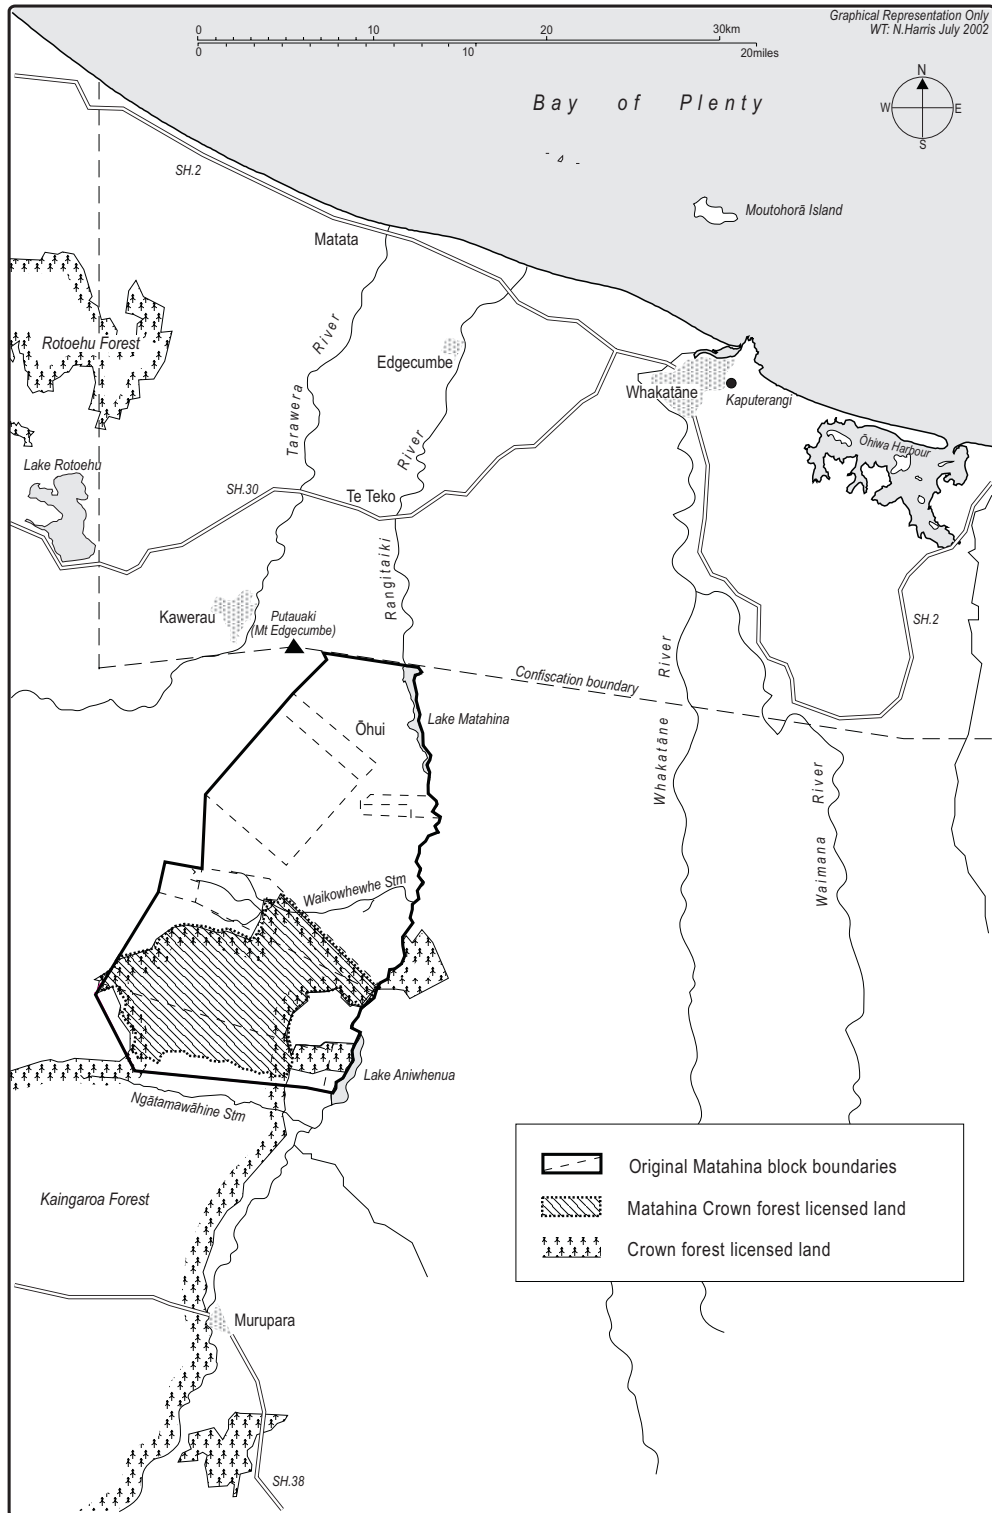 Graphical Representation Only
WT: N.Harris July 2002
0 10 20 30km
0 10 20miles
N
W E
S
Bay of Plenty
SH.2
Moutohorā Island
Matata
Rotoehu Forest
Tarawera River
Edgecumbe
Whakatāne
Kaputerangi
Ōhiwa Harbour
Lake Rotoehu
SH.30
Te Teko
Rangitaiki River
Kawerau
Putauaki
(Mt Edgecumbe)
SH.2
Confiscation boundary
Whakatāne River
Lake Matahina
Ōhui
Waimana River
Waikowhewhe Stm
Lake Aniwhenua
Ngātamawāhine Stm
Kaingaroa Forest
Original Matahina block boundaries
Matahina Crown forest licensed land
Crown forest licensed land
Murupara
SH.38